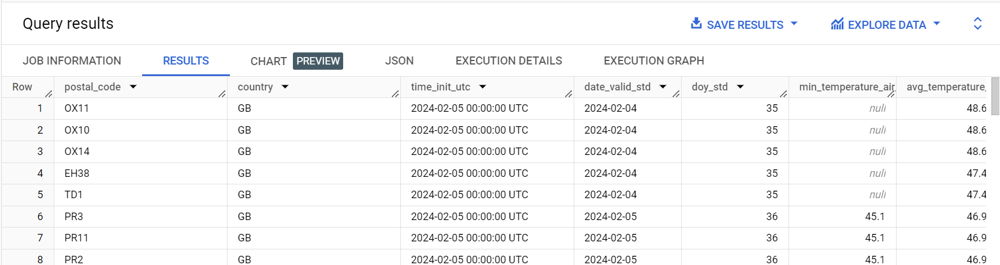 Query results
SAVE RESULTS
EXPLORE DATA
JOB INFORMATION RESULTS CHART PREVIEW JSON EXECUTION DETAILS EXECUTION GRAPH
Row postal_code country time_init_utc date_valid_std doy_std min_temperature_air avg_temperature_
1 OX11 GB 2024-02-05 00:00:00 UTC 2024-02-04 35 null 48.6
2 OX10 GB 2024-02-05 00:00:00 UTC 2024-02-04 35 null 48.6
3 OX14 GB 2024-02-05 00:00:00 UTC 2024-02-04 35 null 48.6
4 EH38 GB 2024-02-05 00:00:00 UTC 2024-02-04 35 null 47.4
5 TD1 GB 2024-02-05 00:00:00 UTC 2024-02-04 35 null 47.4
6 PR3 GB 2024-02-05 00:00:00 UTC 2024-02-05 36 45.1 46.9
7 PR11 GB 2024-02-05 00:00:00 UTC 2024-02-05 36 45.1 46.9
8 PR2 GB 2024-02-05 00:00:00 UTC 2024-02-05 36 45.1 46.9